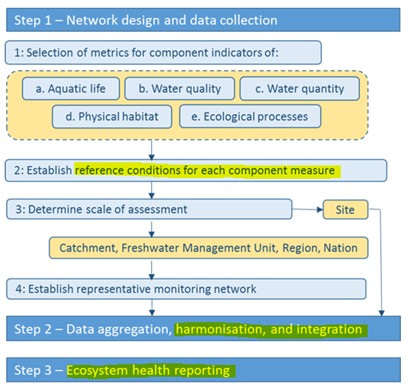 Step 1 – Network design and data collection
1: Selection of metrics for component indicators of:
a. Aquatic life
b. Water quality
c. Water quantity
d. Physical habitat
e. Ecological processes
2: Establish reference conditions for each component measure
3: Determine scale of assessment
Site
Catchment, Freshwater Management Unit, Region, Nation
4: Establish representative monitoring network
Step 2 – Data aggregation, harmonisation, and integration
Step 3 – Ecosystem health reporting